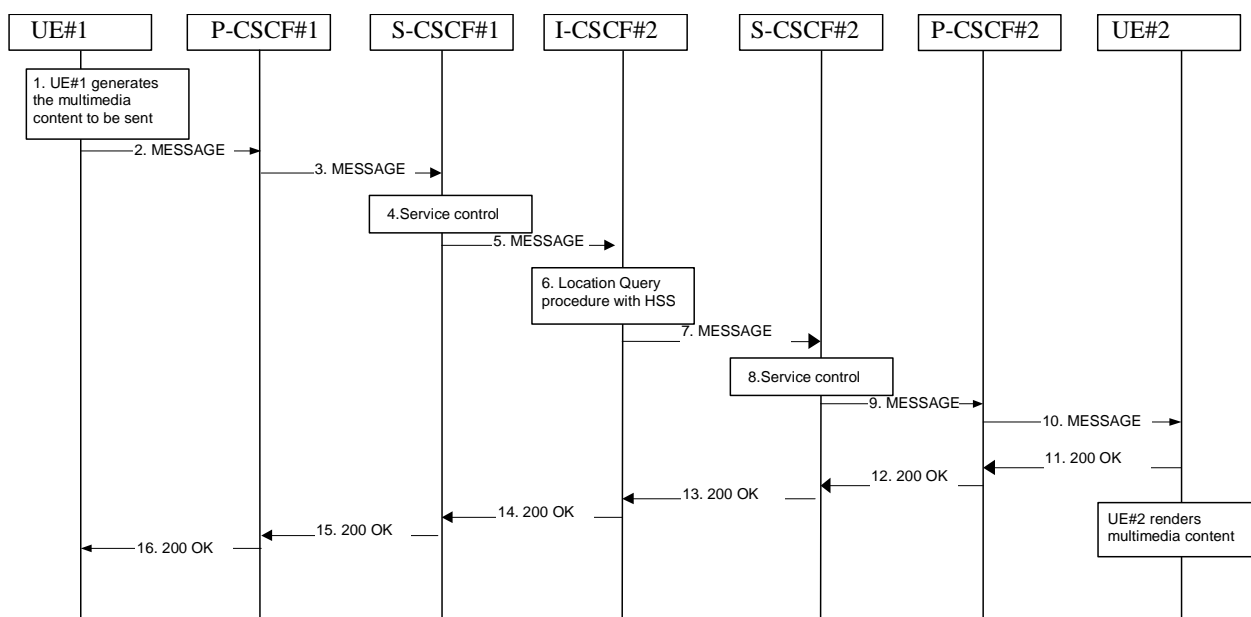 UE#1
P-CSCF#1
S-CSCF#1
I-CSCF#2
S-CSCF#2
P-CSCF#2
UE#2
1. UE#1 generates
the multimedia
content to be sent
2. MESSAGE
3. MESSAGE
4.Service control
5. MESSAGE
6. Location Query
procedure with HSS
7. MESSAGE
8.Service control
9. MESSAGE
10. MESSAGE
11. 200 OK
12. 200 OK
13. 200 OK
14. 200 OK
15. 200 OK
16. 200 OK
UE#2 renders
multimedia content